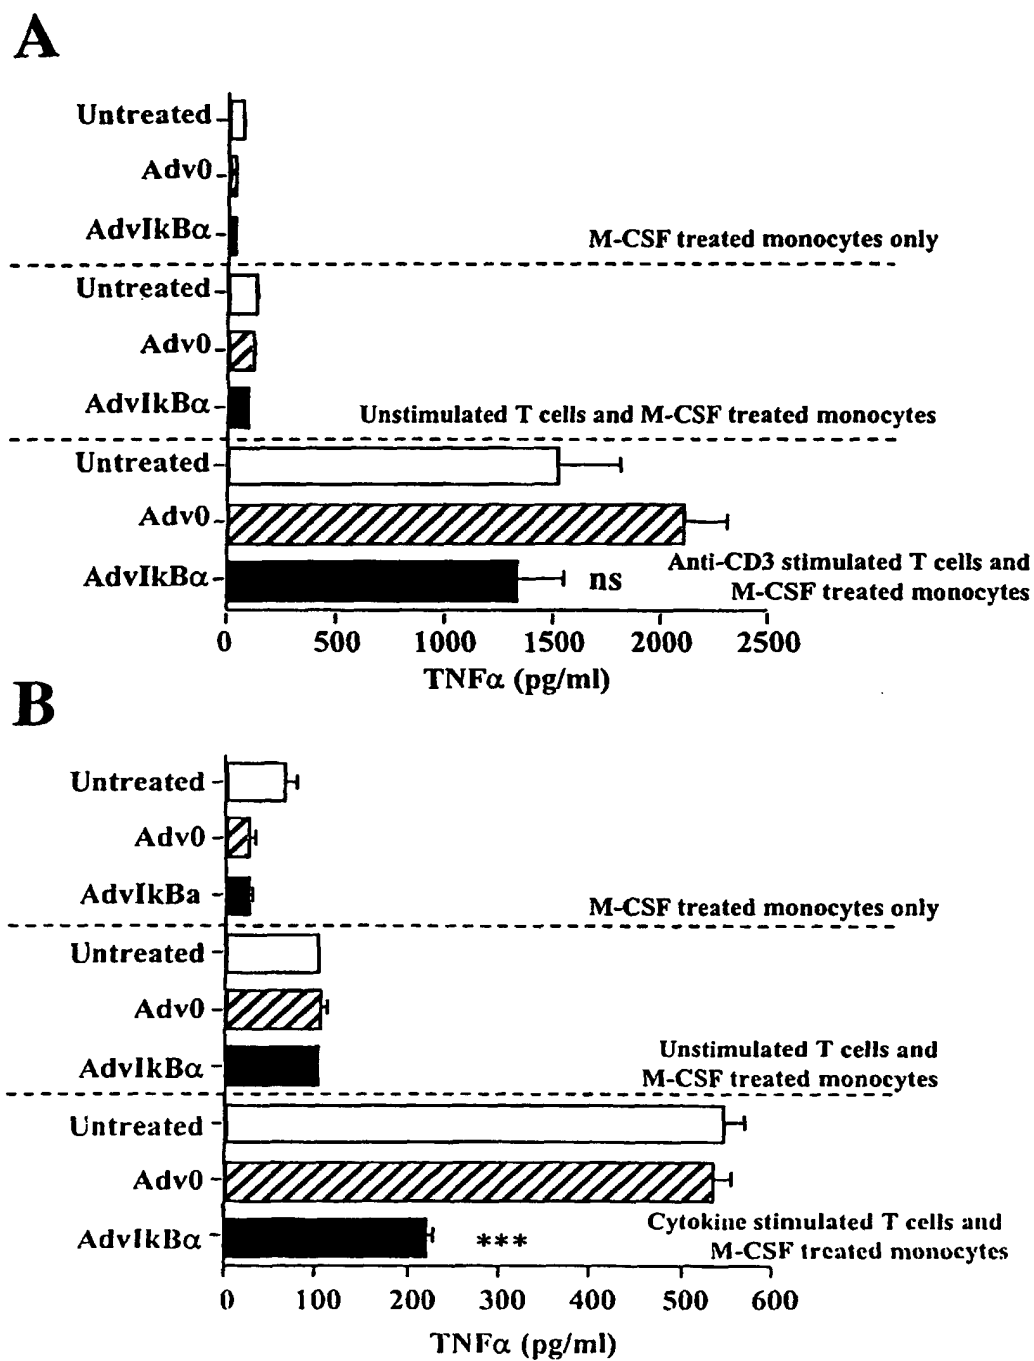 A
Untreated
Adv0
AdvIkBα
M-CSF treated monocytes only
Untreated
Adv0
AdvIkBα
Unstimulated T cells and M-CSF treated monocytes
Untreated
Adv0
AdvIkBα
ns
Anti-CD3 stimulated T cells and
M-CSF treated monocytes
0 500 1000 1500 2000 2500
TNFα (pg/ml)
B
Untreated
Adv0
AdvIkBa
M-CSF treated monocytes only
Untreated
Adv0
AdvIkBα
Unstimulated T cells and
M-CSF treated monocytes
Untreated
Adv0
AdvIkBα
***
Cytokine stimulated T cells and
M-CSF treated monocytes
0 100 200 300 400 500 600
TNFα (pg/ml)